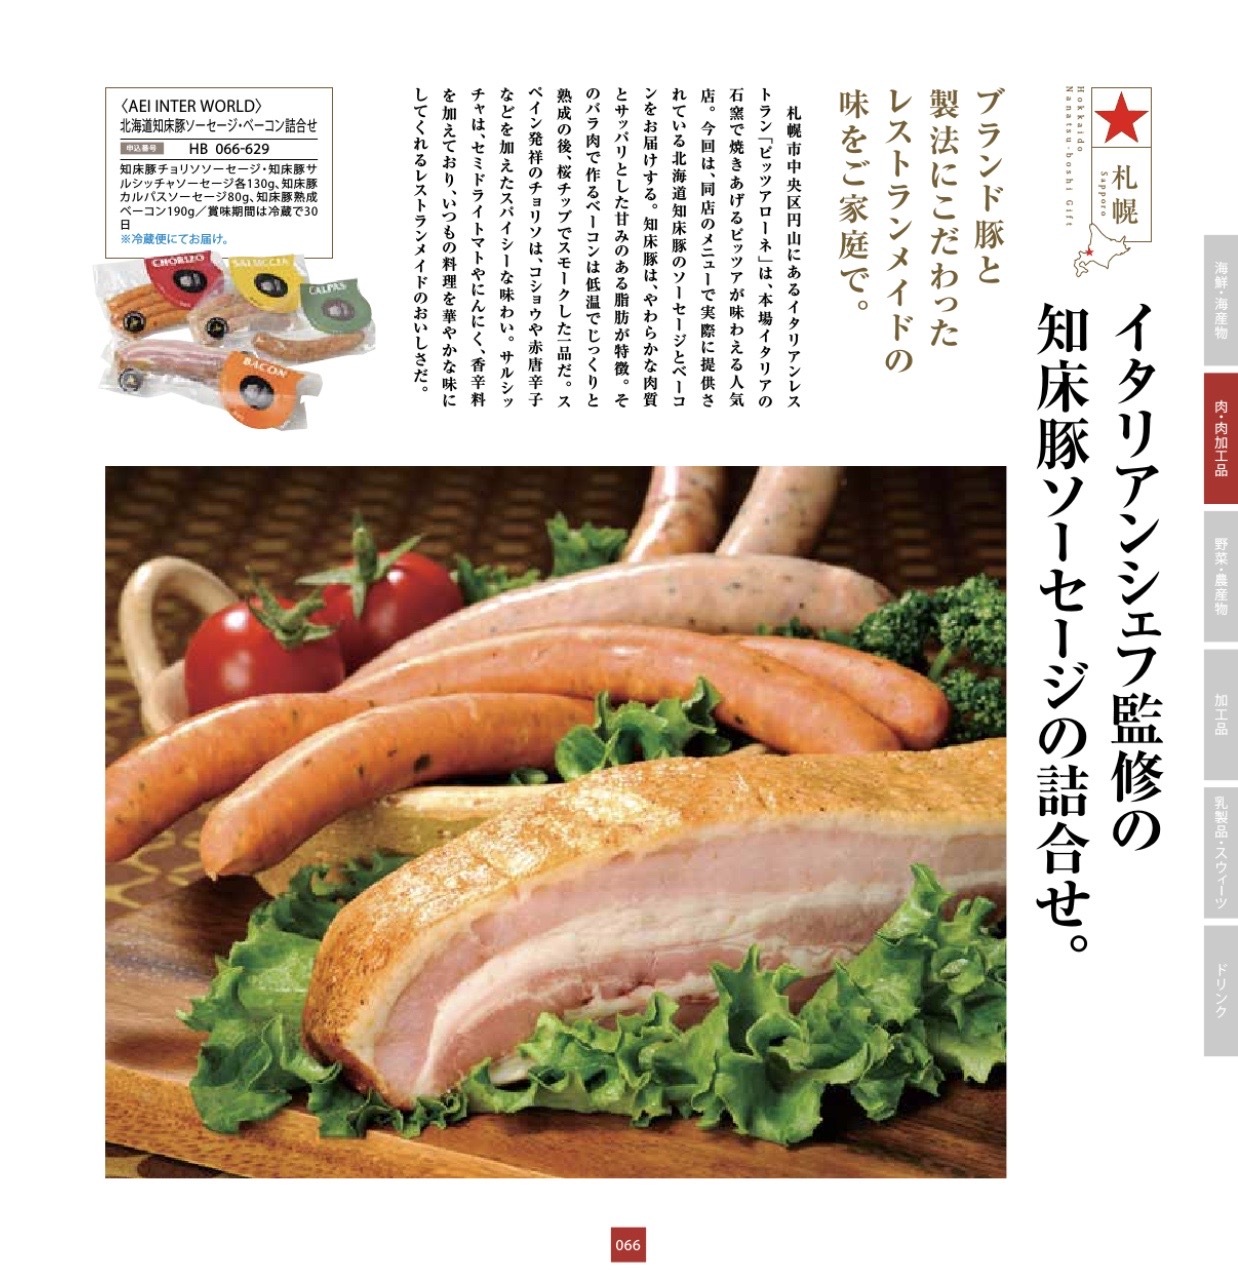 札幌
Sapporo
Hokkaido
Nanatsu-boshi Gift
イタリアンシェフ監修の
知床豚ソーセージの詰合せ。
ブランド豚と
製法にこだわった
レストランメイドの
味をご家庭で。
札幌市中央区円山にあるイタリアンレス
トラン「ピッツアローネ」は、本場イタリアの
石窯で焼きあげるピッツアが味わえる人気
店。今回は、同店のメニューで実際に提供さ
れている北海道知床豚のソーセージとベーコ
ンをお届けする。知床豚は、やわらかな肉質
とサッパリとした甘みのある脂肪が特徴。そ
のバラ肉で作るベーコンは低温でじっくりと
熟成の後、桜チップでスモークした一品だ。ス
ペイン発祥のチョリソは、コショウや赤唐辛子
などを加えたスパイシーな味わい。サルシッ
チャは、セミドライトマトやにんにく、香辛料
を加えており、いつもの料理を華やかな味に
してくれるレストランメイドのおいしさだ。
〈AEI INTER WORLD〉
北海道知床豚ソーセージ・ベーコン詰合せ
申込番号 HB 066-629
知床豚チョリソソーセージ・知床豚サ
ルシッチャソーセージ各130g、知床豚
カルパスソーセージ80g、知床豚熟成
ベーコン190g／賞味期間は冷蔵で30
日
※冷蔵便にてお届け。
CHORIZO
SALSICCIA
CALPAS
BACON
海鮮・海産物
肉・肉加工品
野菜・農産物
加工品
乳製品・スウィーツ
ドリンク
066